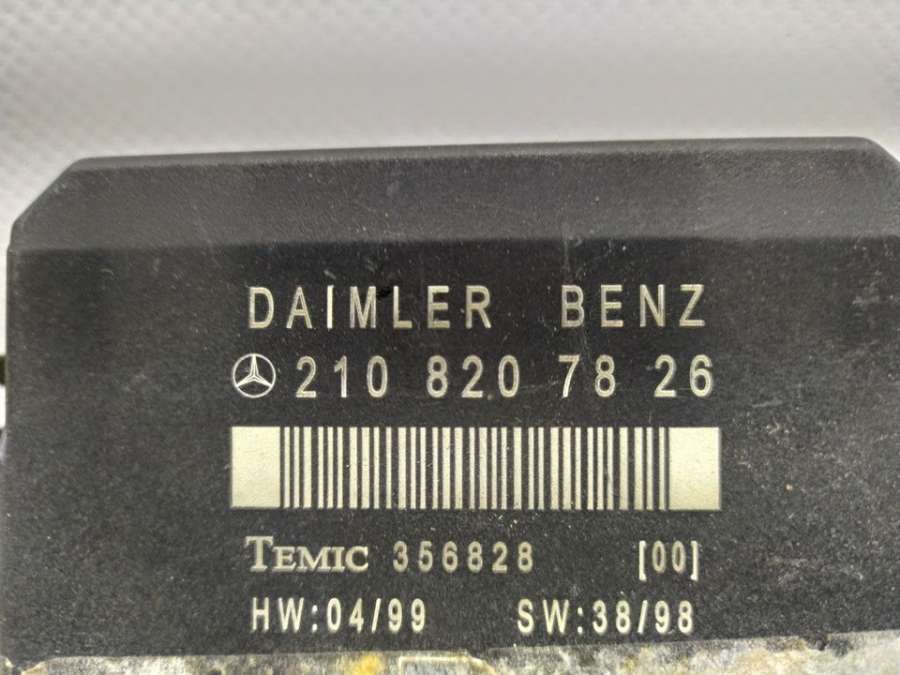 DAIMLER BENZ
210 820 78 26
TEMIC 356828 [00]
HW:04/99 SW:38/98